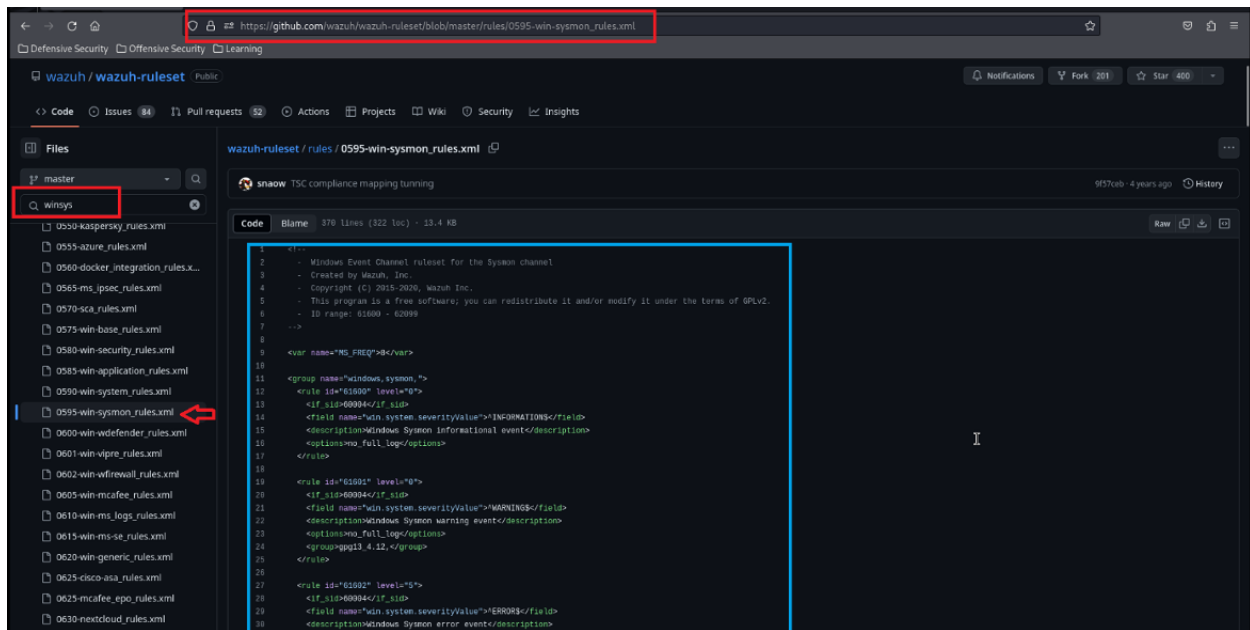 https://github.com/wazuh/wazuh-ruleset/blob/master/rules/0595-win-sysmon_rules.xml
Defensive Security Offensive Security Learning
wazuh / wazuh-ruleset Public
Notifications Fork 201 Star 400
Code Issues 84 Pull requests 52 Actions Projects Wiki Security Insights
Files
master
winsys
0550-kaspersky_rules.xml
0555-azure_rules.xml
0560-docker_integration_rules.x...
0565-ms_ipsec_rules.xml
0570-sca_rules.xml
0575-win-base_rules.xml
0580-win-security_rules.xml
0585-win-application_rules.xml
0590-win-system_rules.xml
0595-win-sysmon_rules.xml
0600-win-wdefender_rules.xml
0601-win-vipre_rules.xml
0602-win-wfirewall_rules.xml
0605-win-mcafee_rules.xml
0610-win-ms_logs_rules.xml
0615-win-ms-se_rules.xml
0620-win-generic_rules.xml
0625-cisco-asa_rules.xml
0625-mcafee_epo_rules.xml
0630-nextcloud_rules.xml
wazuh-ruleset / rules / 0595-win-sysmon_rules.xml
snaow TSC compliance mapping tunning
9f57ceb · 4 years ago History
Code Blame 370 lines (322 loc) · 13.4 KB
Raw
1 <!--
2 - Windows Event Channel ruleset for the Sysmon channel
3 - Created by Wazuh, Inc.
4 - Copyright (C) 2015-2020, Wazuh Inc.
5 - This program is a free software; you can redistribute it and/or modify it under the terms of GPLv2.
6 - ID range: 61600 - 62099
7 -->
8
9 <var name="MS_FREQ">8</var>
10
11 <group name="windows,sysmon,">
12 <rule id="61600" level="0">
13 <if_sid>60004</if_sid>
14 <field name="win.system.severityValue">^INFORMATION$</field>
15 <description>Windows Sysmon informational event</description>
16 <options>no_full_log</options>
17 </rule>
18
19 <rule id="61601" level="0">
20 <if_sid>60004</if_sid>
21 <field name="win.system.severityValue">^WARNING$</field>
22 <description>Windows Sysmon warning event</description>
23 <options>no_full_log</options>
24 <group>gpg13_4.12,</group>
25 </rule>
26
27 <rule id="61602" level="5">
28 <if_sid>60004</if_sid>
29 <field name="win.system.severityValue">^ERROR$</field>
30 <description>Windows Sysmon error event</description>